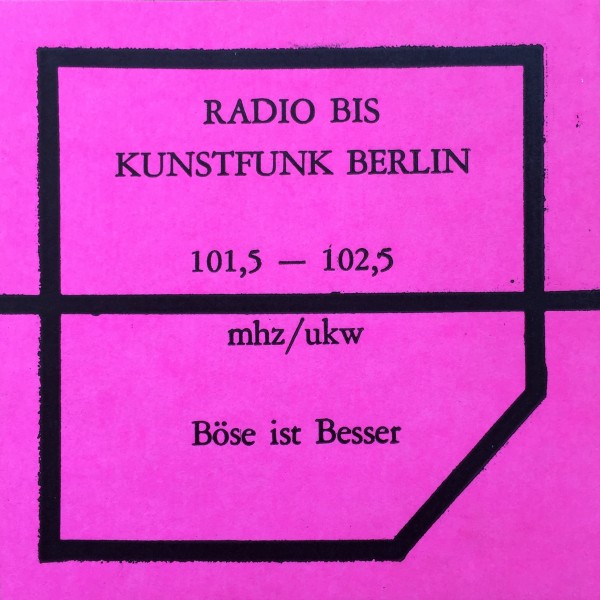 RADIO BIS
KUNSTFUNK BERLIN
101,5 — 102,5
mhz/ukw
Böse ist Besser